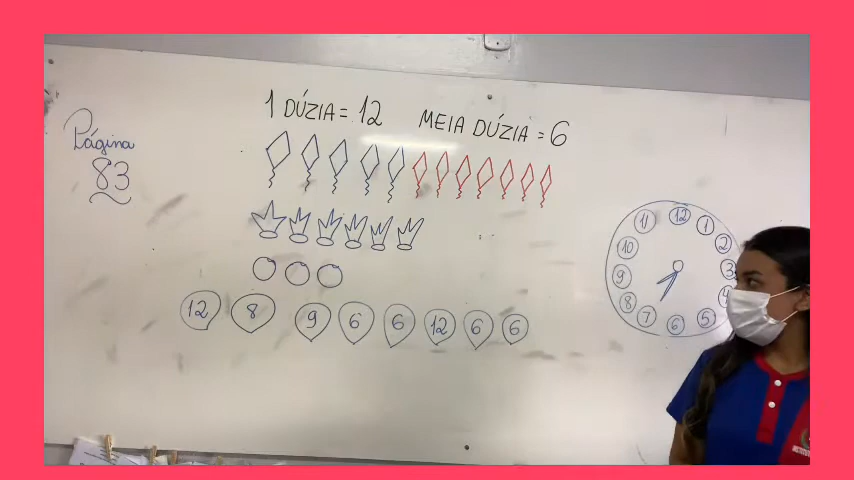 1 DÚZIA = 12 MEIA DÚZIA = 6
Página
83
12 8 9 6 6 12 6 6
11 12 1
10 2
9 3
8 4
7 6 5